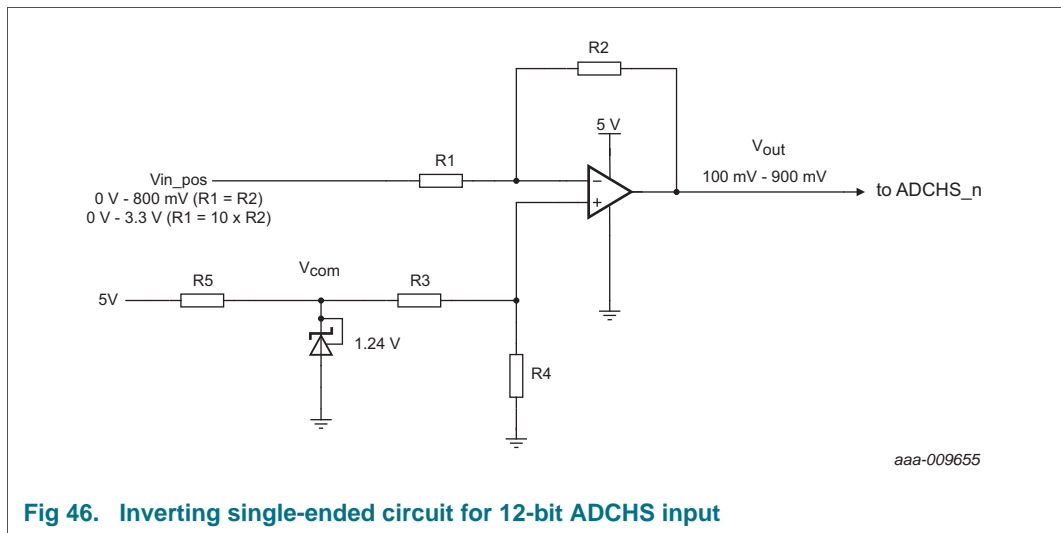 R2
5 V
Vout
R1
100 mV - 900 mV
Vin_pos
to ADCHS_n
−
+
0 V - 800 mV (R1 = R2)
0 V - 3.3 V (R1 = 10 x R2)
Vcom
R5
R3
5V
1.24 V
R4
aaa-009655
Fig 46. Inverting single-ended circuit for 12-bit ADCHS input